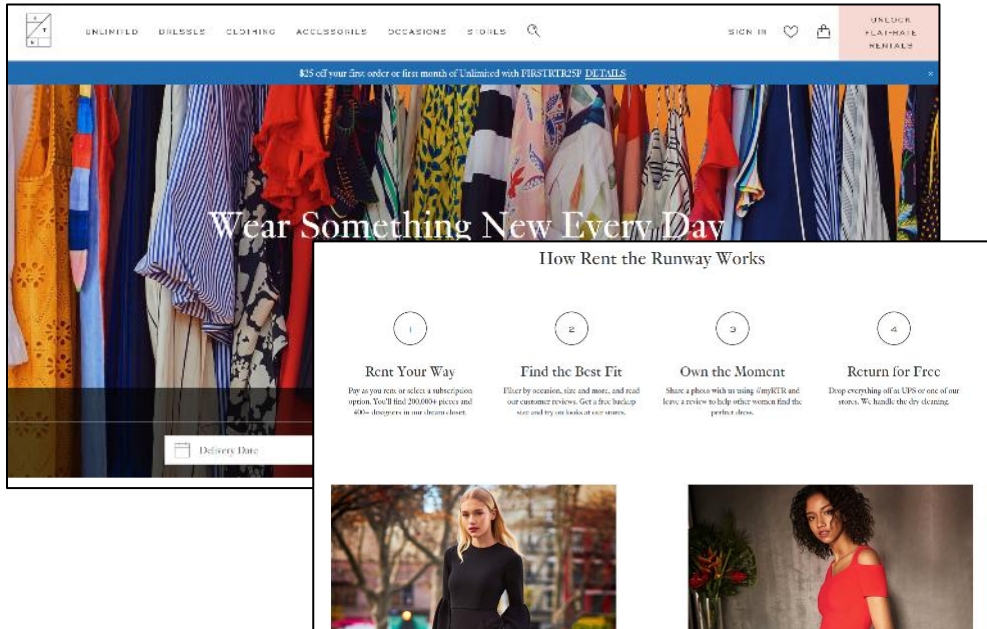 R
T
R
UNLIMITED DRESSES CLOTHING ACCESSORIES OCCASIONS STORES
SIGN IN
UNLOCK
FLAT-RATE
RENTALS
$25 off your first order or first month of Unlimited with FIRSTRTR25P DETAILS
Wear Something New Every Day
Delivery Date
How Rent the Runway Works
1
2
3
4
Rent Your Way
Pay as you rent or select a subscription
option. You'll find 200,000+ pieces and
400+ designers in our dream closet.
Find the Best Fit
Filter by occasion, size and more, and read
our customer reviews. Get a free backup
size and try on looks at our stores.
Own the Moment
Share a photo with us using #myRTR and
leave a review to help other women find the
perfect dress.
Return for Free
Drop everything off at UPS or one of our
stores. We handle the dry cleaning.